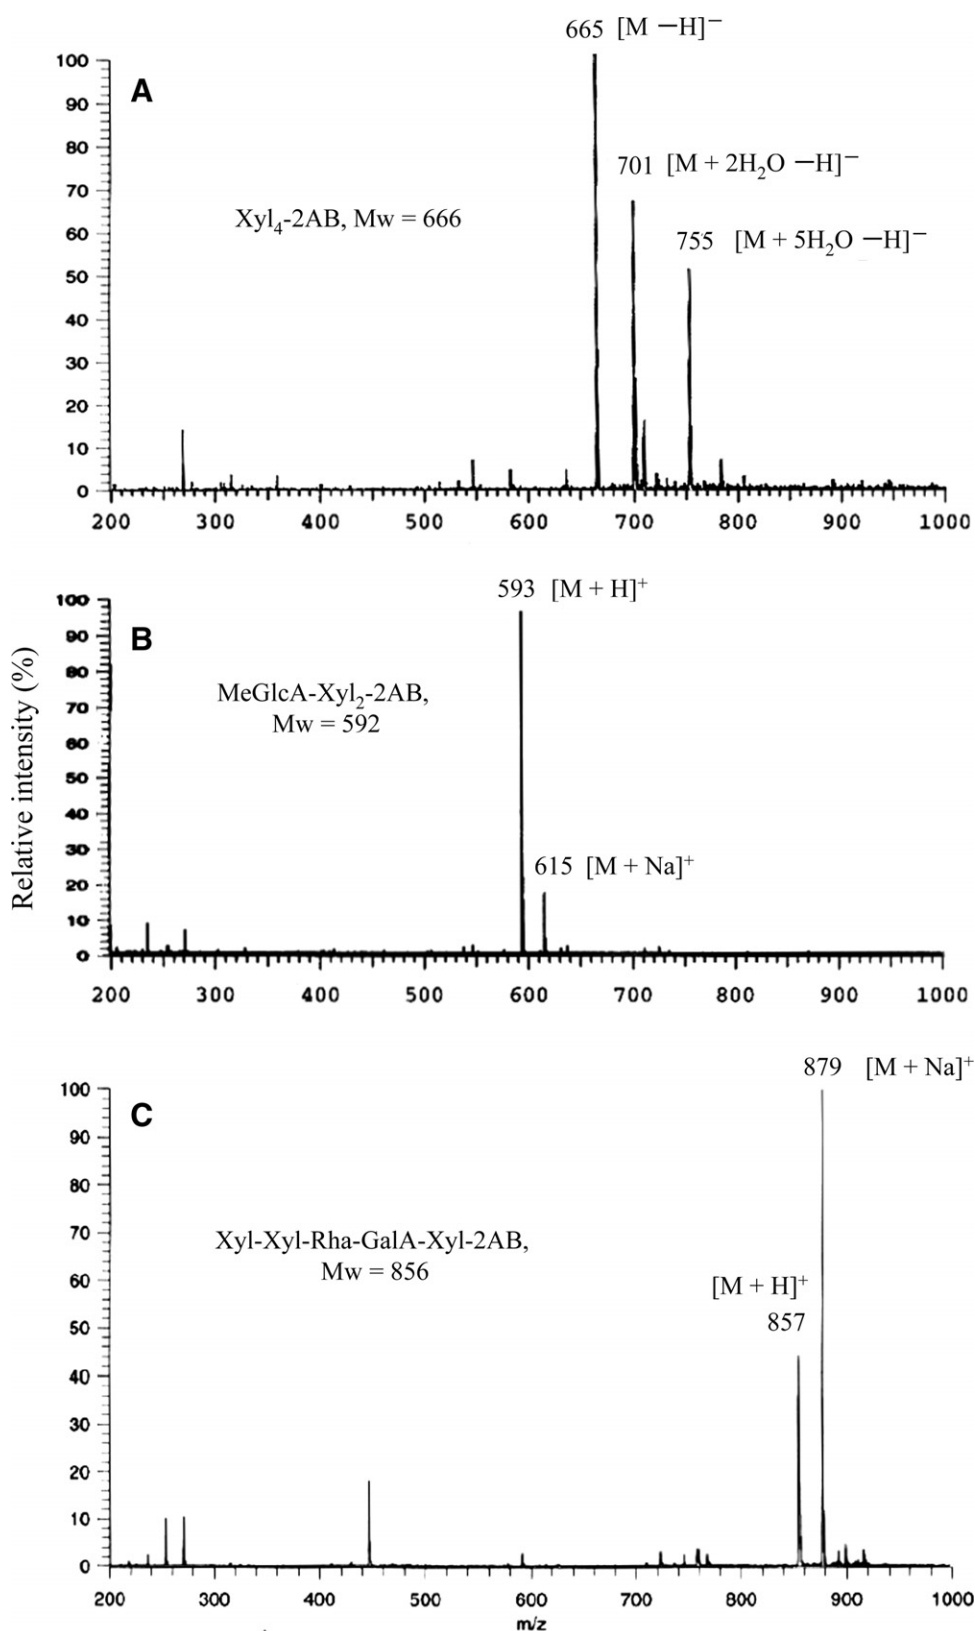 665 [M −H]⁻
100
A
90
80
701 [M + 2H₂O −H]⁻
70
Xyl₄-2AB, Mw = 666
60
755 [M + 5H₂O −H]⁻
50
40
30
20
10
0
200 300 400 500 600 700 800 900 1000
593 [M + H]⁺
100
B
90
80
MeGlcA-Xyl₂-2AB,
Mw = 592
70
60
50
40
30
615 [M + Na]⁺
20
10
0
200 300 400 500 600 700 800 900 1000
Relative intensity (%)
879 [M + Na]⁺
100
C
90
80
70
Xyl-Xyl-Rha-GalA-Xyl-2AB,
Mw = 856
60
[M + H]⁺
857
50
40
30
20
10
0
200 300 400 500 600 700 800 900 1000
m/z